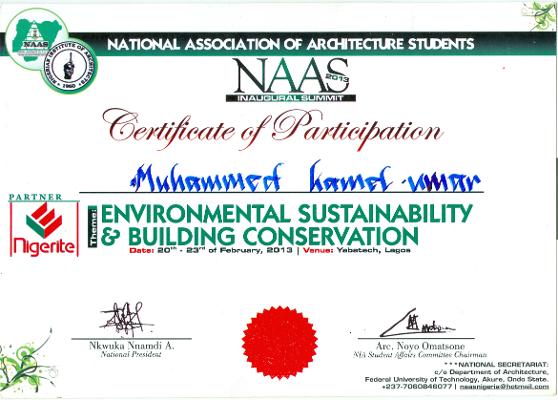 NAAS
NIGERIAN INSTITUTE OF ARCHITECTS
1960
NATIONAL ASSOCIATION OF ARCHITECTURE STUDENTS
NAAS
2013
INAUGURAL SUMMIT
Certificate of Participation
Muhammed kamel umar
PARTNER
Nigerite
Theme:
ENVIRONMENTAL SUSTAINABILITY
& BUILDING CONSERVATION
Date: 20th - 23rd of February, 2013 | Venue: Yabatech, Lagos
Nkwuka Nnamdi A.
National President
Arc. Noyo Omatsone
NIA Student Affairs Committee Chairman
***NATIONAL SECRETARIAT:
c/o Department of Architecture,
Federal University of Technology, Akure, Ondo State.
+237-7060846077 | naasnigeria@hotmail.com